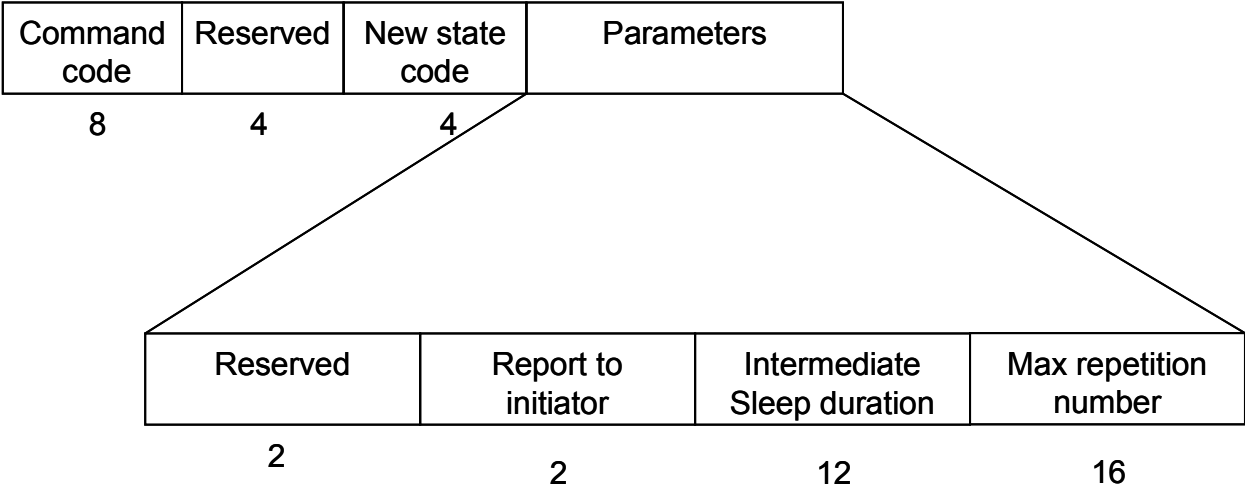 Command Reserved New state Parameters
code code
8 4 4
Reserved Report to Intermediate Max repetition
initiator Sleep duration number
2 2 12 16